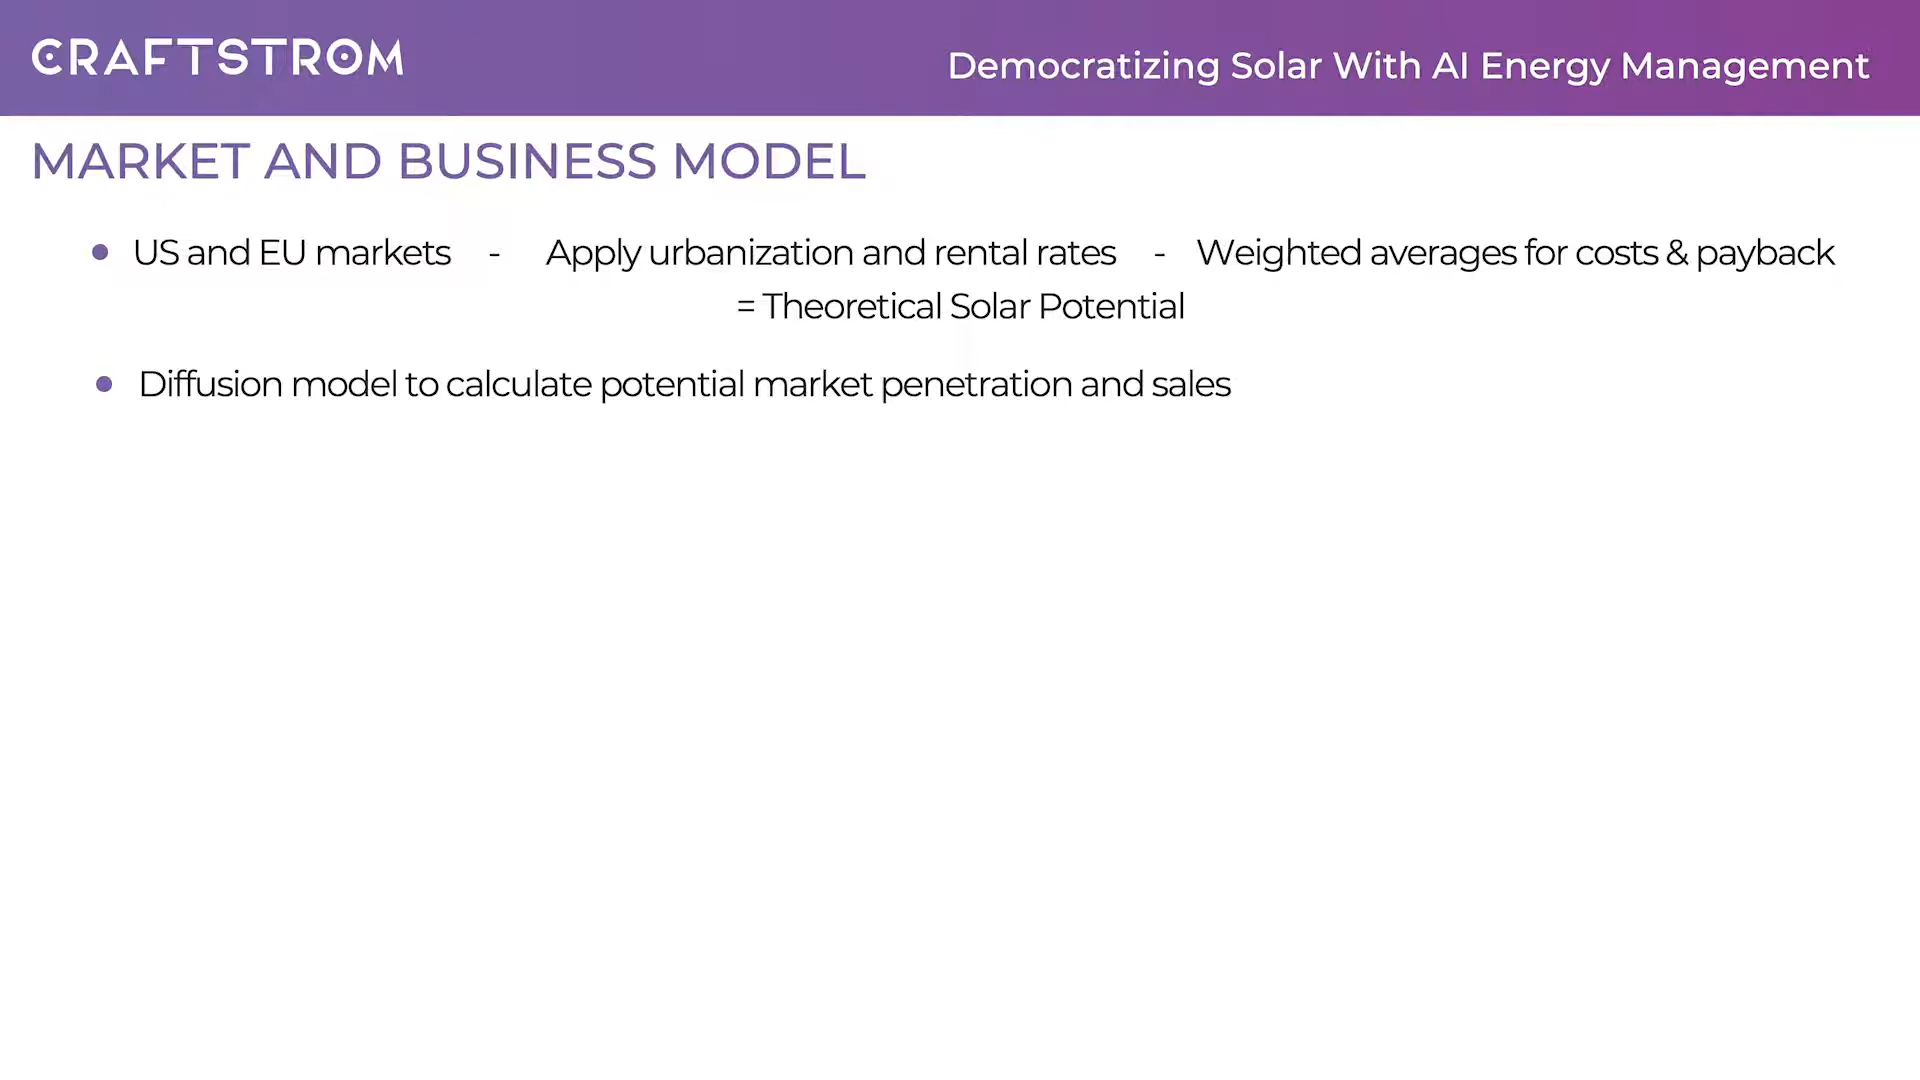 CRAFTSTROM
Democratizing Solar With AI Energy Management
MARKET AND BUSINESS MODEL
• US and EU markets - Apply urbanization and rental rates - Weighted averages for costs & payback
= Theoretical Solar Potential
• Diffusion model to calculate potential market penetration and sales